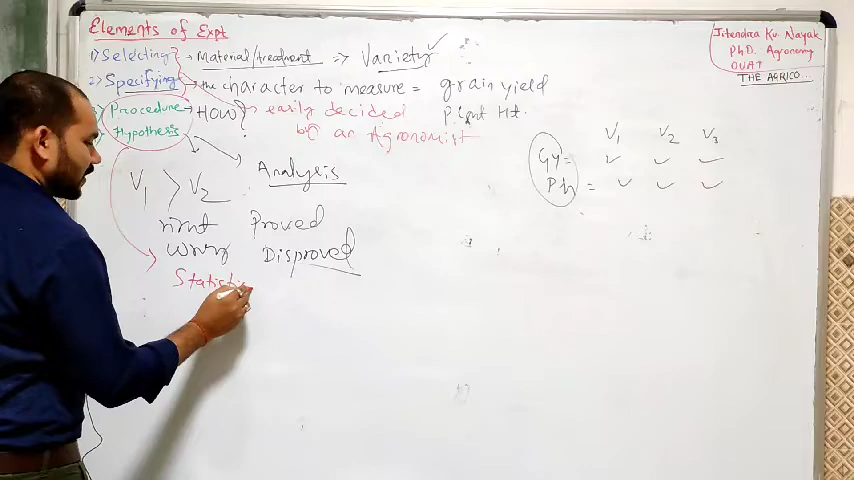 Elements of Expt
1) Selecting → Material/treatment => Variety ✓
2) Specifying → the character to measure = grain yield
Plant Ht.
Procedure → HOW? → easily decided
by an Agronomist
Hypothesis
Analysis
V1 > V2
right Proved
wrong Disproved
Statisti
V1 V2 V3
GY = ✓ ✓ ✓
Ph = ✓ ✓ ✓
Jitendra Ku. Nayak
PhD. Agronomy
OUAT
THE AGRICO...